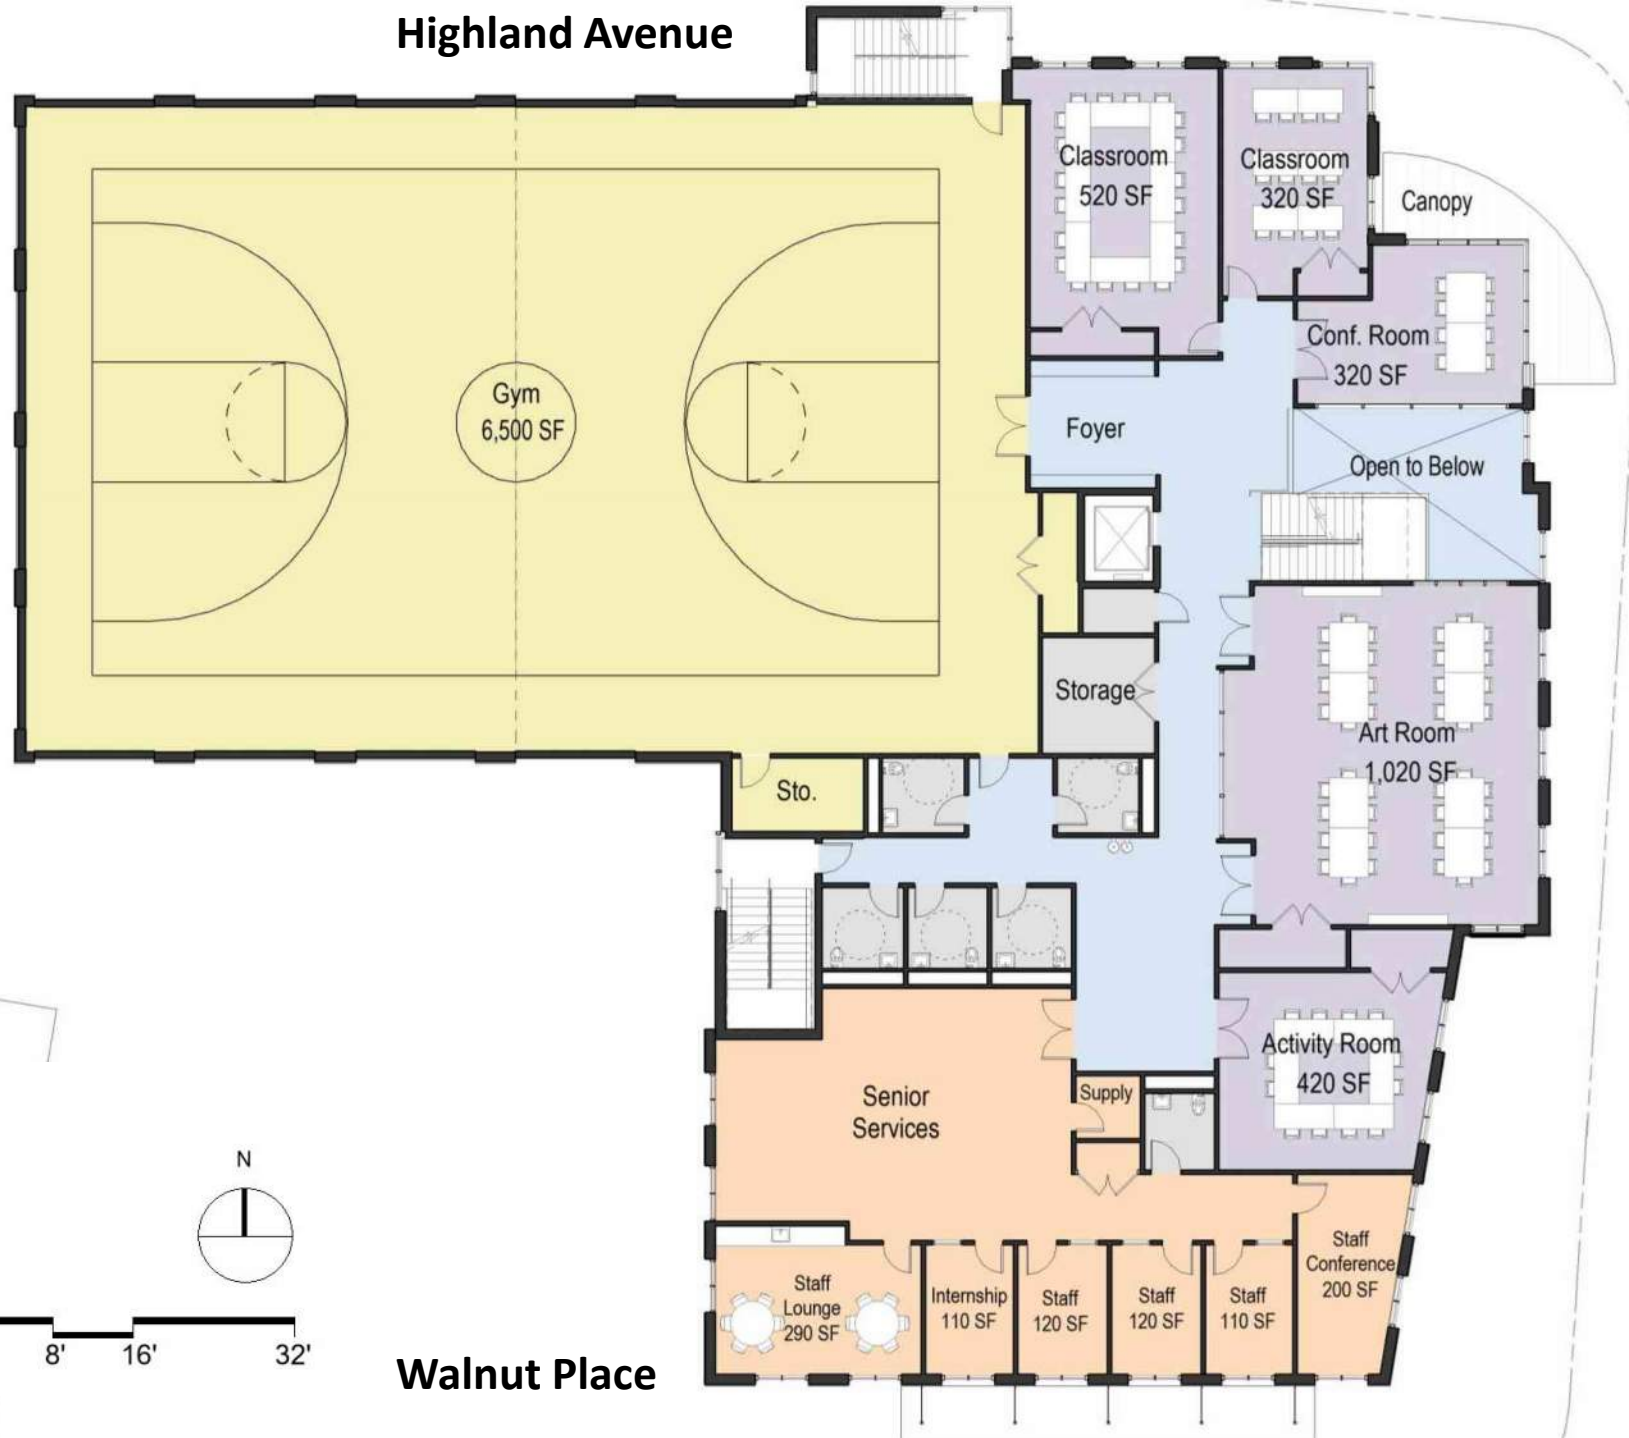 Highland Avenue
Classroom
520 SF
Classroom
320 SF
Canopy
Conf. Room
320 SF
Gym
6,500 SF
Foyer
Open to Below
Storage
Art Room
1,020 SF
Sto.
Activity Room
420 SF
Senior
Services
Supply
N
Staff
Conference
200 SF
Staff
Lounge
290 SF
Internship
110 SF
Staff
120 SF
Staff
120 SF
Staff
110 SF
8' 16' 32'
Walnut Place